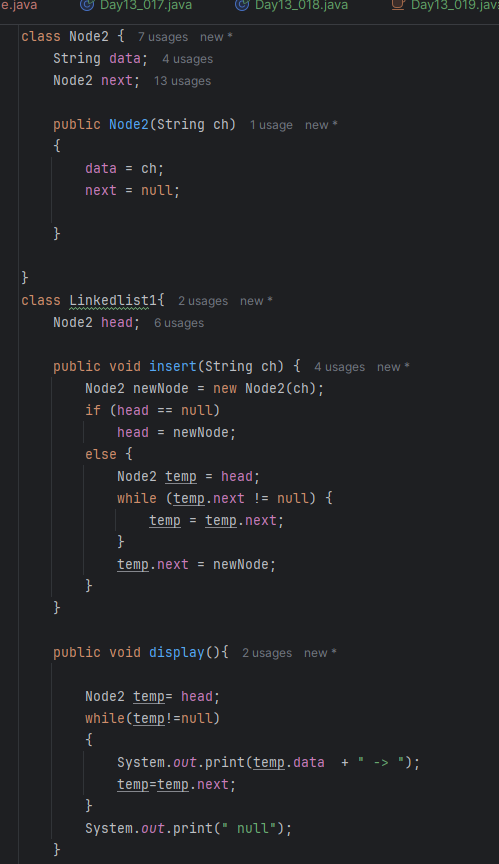 e.java Day13_017.java Day13_018.java Day13_019.java
class Node2 { 7 usages new *
String data; 4 usages
Node2 next; 13 usages
public Node2(String ch) 1 usage new *
{
data = ch;
next = null;
}
}
class Linkedlist1{ 2 usages new *
Node2 head; 6 usages
public void insert(String ch) { 4 usages new *
Node2 newNode = new Node2(ch);
if (head == null)
head = newNode;
else {
Node2 temp = head;
while (temp.next != null) {
temp = temp.next;
}
temp.next = newNode;
}
}
public void display(){ 2 usages new *
Node2 temp= head;
while(temp!=null)
{
System.out.print(temp.data  + " -> ");
temp=temp.next;
}
System.out.print(" null");
}